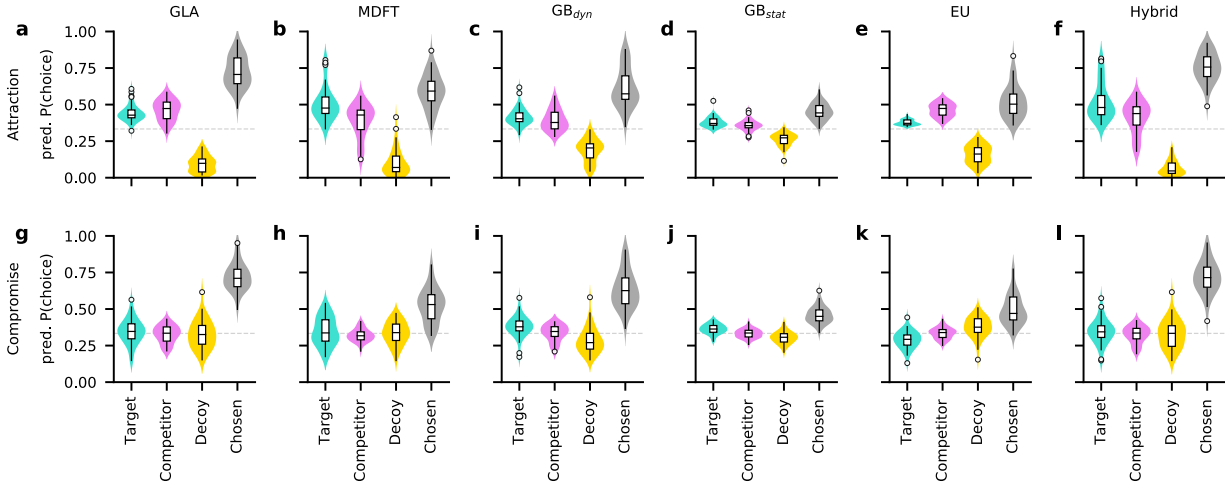 GLA MDFT GB_dyn GB_stat EU Hybrid
a b c d e f
Attraction
pred. P(choice)
1.00
0.75
0.50
0.25
0.00
g h i j k l
Compromise
pred. P(choice)
1.00
0.75
0.50
0.25
0.00
Target Competitor Decoy Chosen Target Competitor Decoy Chosen Target Competitor Decoy Chosen Target Competitor Decoy Chosen Target Competitor Decoy Chosen Target Competitor Decoy Chosen